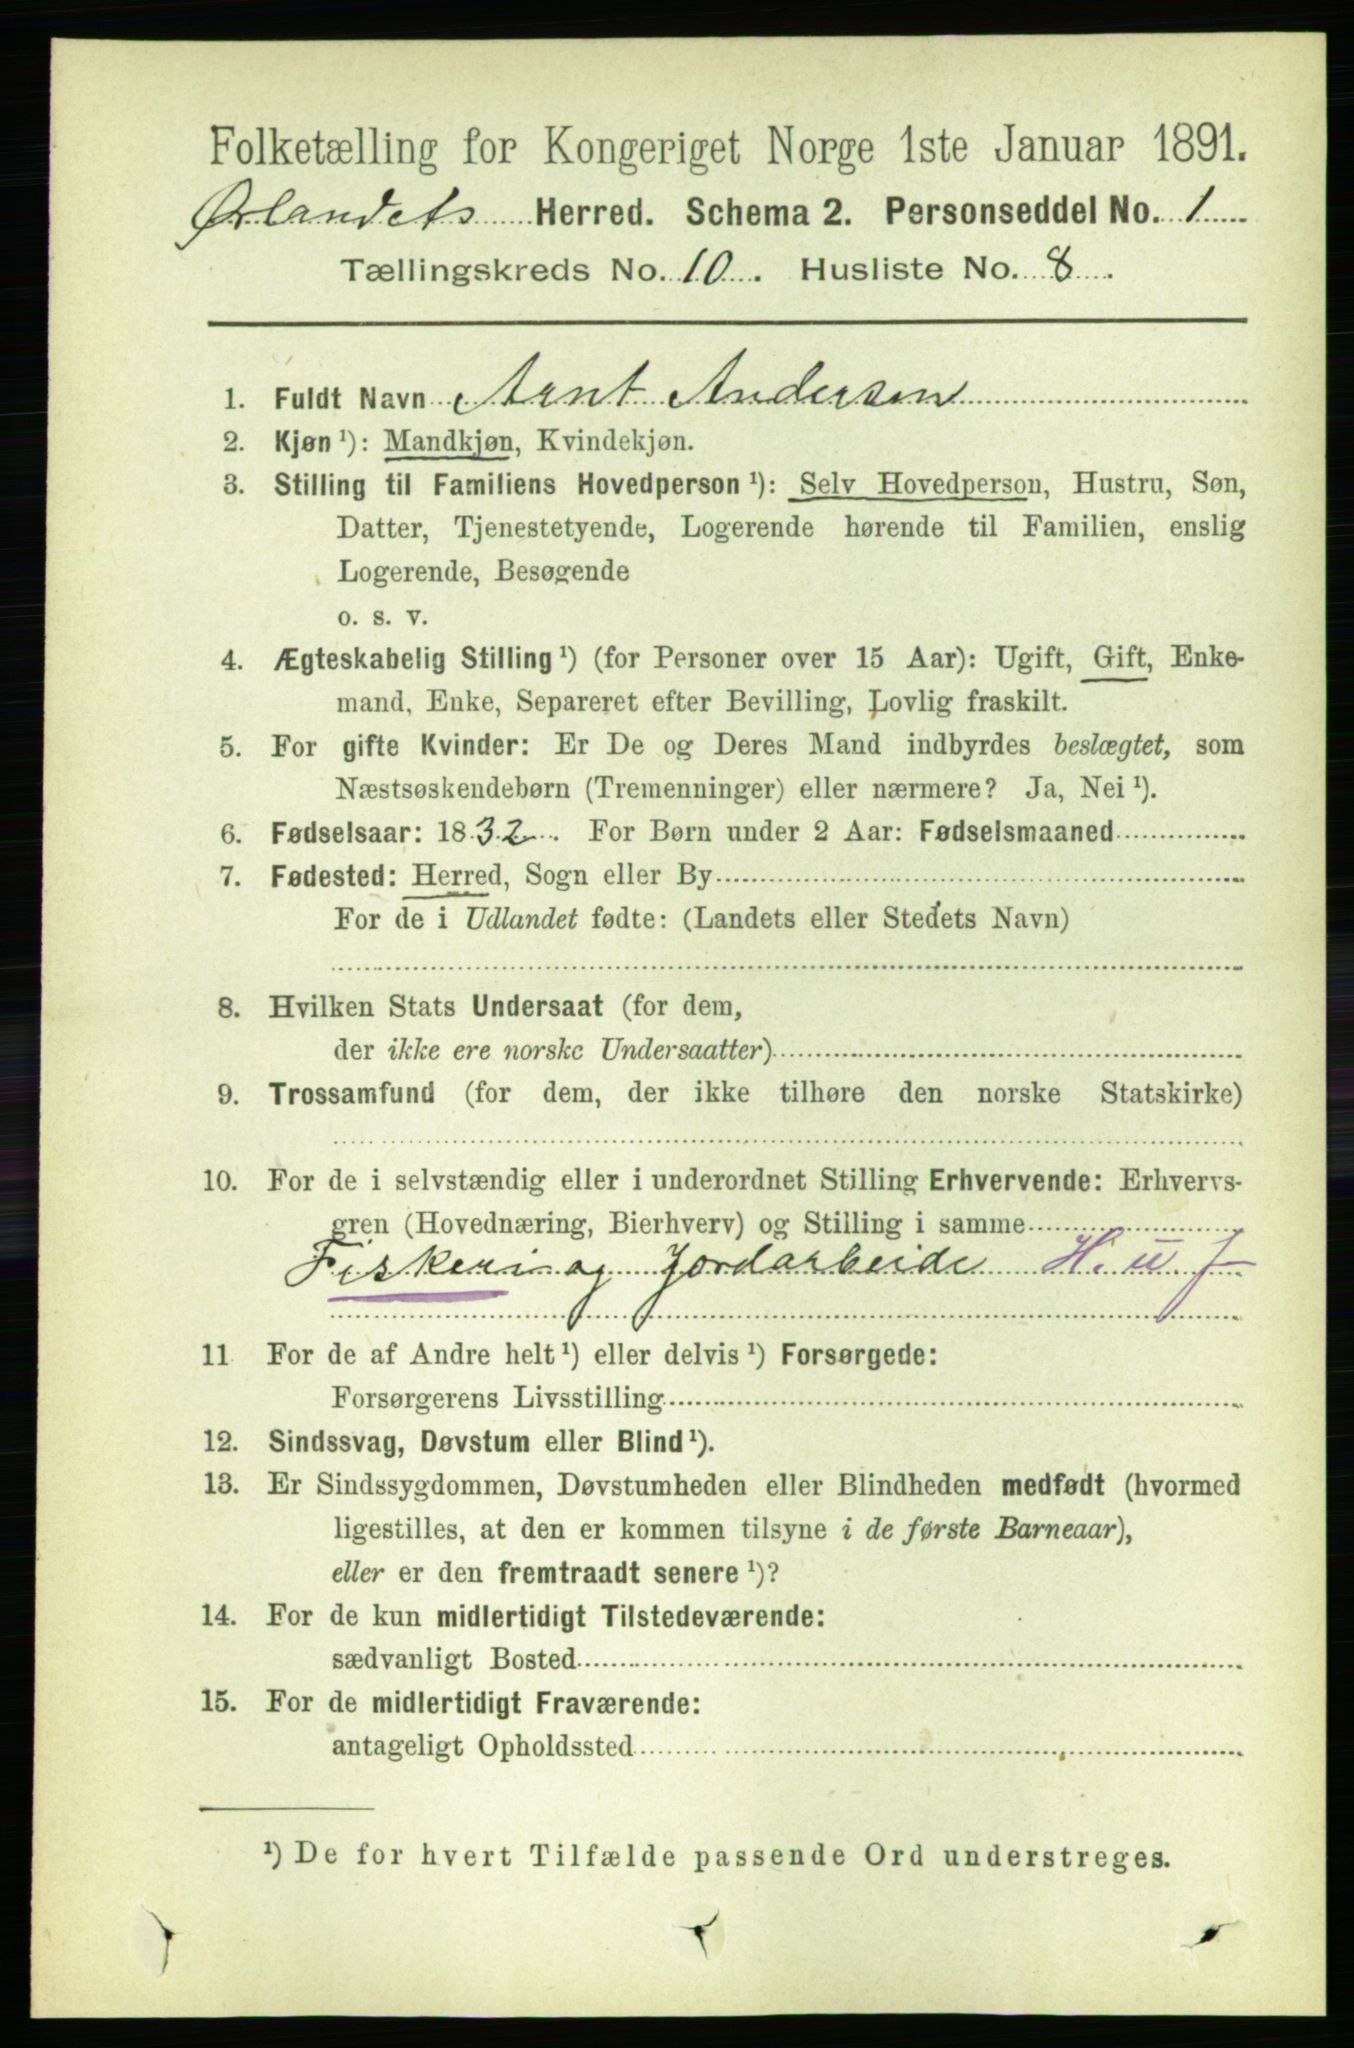 Folketælling for Kongeriget Norge 1ste Januar 1891.
Ørlandets Herred. Schema 2. Personseddel No. 1
Tællingskreds No. 10. Husliste No. 8.
1. Fuldt Navn Arnt Andersen
2. Kjøn ¹): Mandkjøn, Kvindekjøn.
3. Stilling til Familiens Hovedperson ¹): Selv Hovedperson, Hustru, Søn,
Datter, Tjenestetyende, Logerende hørende til Familien, enslig
Logerende, Besøgende
o. s. v.
4. Ægteskabelig Stilling ¹) (for Personer over 15 Aar): Ugift, Gift, Enke-
mand, Enke, Separeret efter Bevilling, Lovlig fraskilt.
5. For gifte Kvinder: Er De og Deres Mand indbyrdes beslægtet, som
Næstsøskendebørn (Tremenninger) eller nærmere? Ja, Nei ¹).
6. Fødselsaar: 1832. For Børn under 2 Aar: Fødselsmaaned
7. Fødested: Herred, Sogn eller By
For de i Udlandet fødte: (Landets eller Stedets Navn)
8. Hvilken Stats Undersaat (for dem,
der ikke ere norske Undersaatter)
9. Trossamfund (for dem, der ikke tilhøre den norske Statskirke)
10. For de i selvstændig eller i underordnet Stilling Erhvervende: Erhvervs-
gren (Hovednæring, Bierhverv) og Stilling i samme
Fiskeri og Jordarbeide H. u J
11 For de af Andre helt ¹) eller delvis ¹) Forsørgede:
Forsørgerens Livsstilling
12. Sindssvag, Døvstum eller Blind ¹).
13. Er Sindssygdommen, Døvstumheden eller Blindheden medfødt (hvormed
ligestilles, at den er kommen tilsyne i de første Barneaar),
eller er den fremtraadt senere ¹)?
14. For de kun midlertidigt Tilstedeværende:
sædvanligt Bosted
15. For de midlertidigt Fraværende:
antageligt Opholdssted
¹) De for hvert Tilfælde passende Ord understreges.